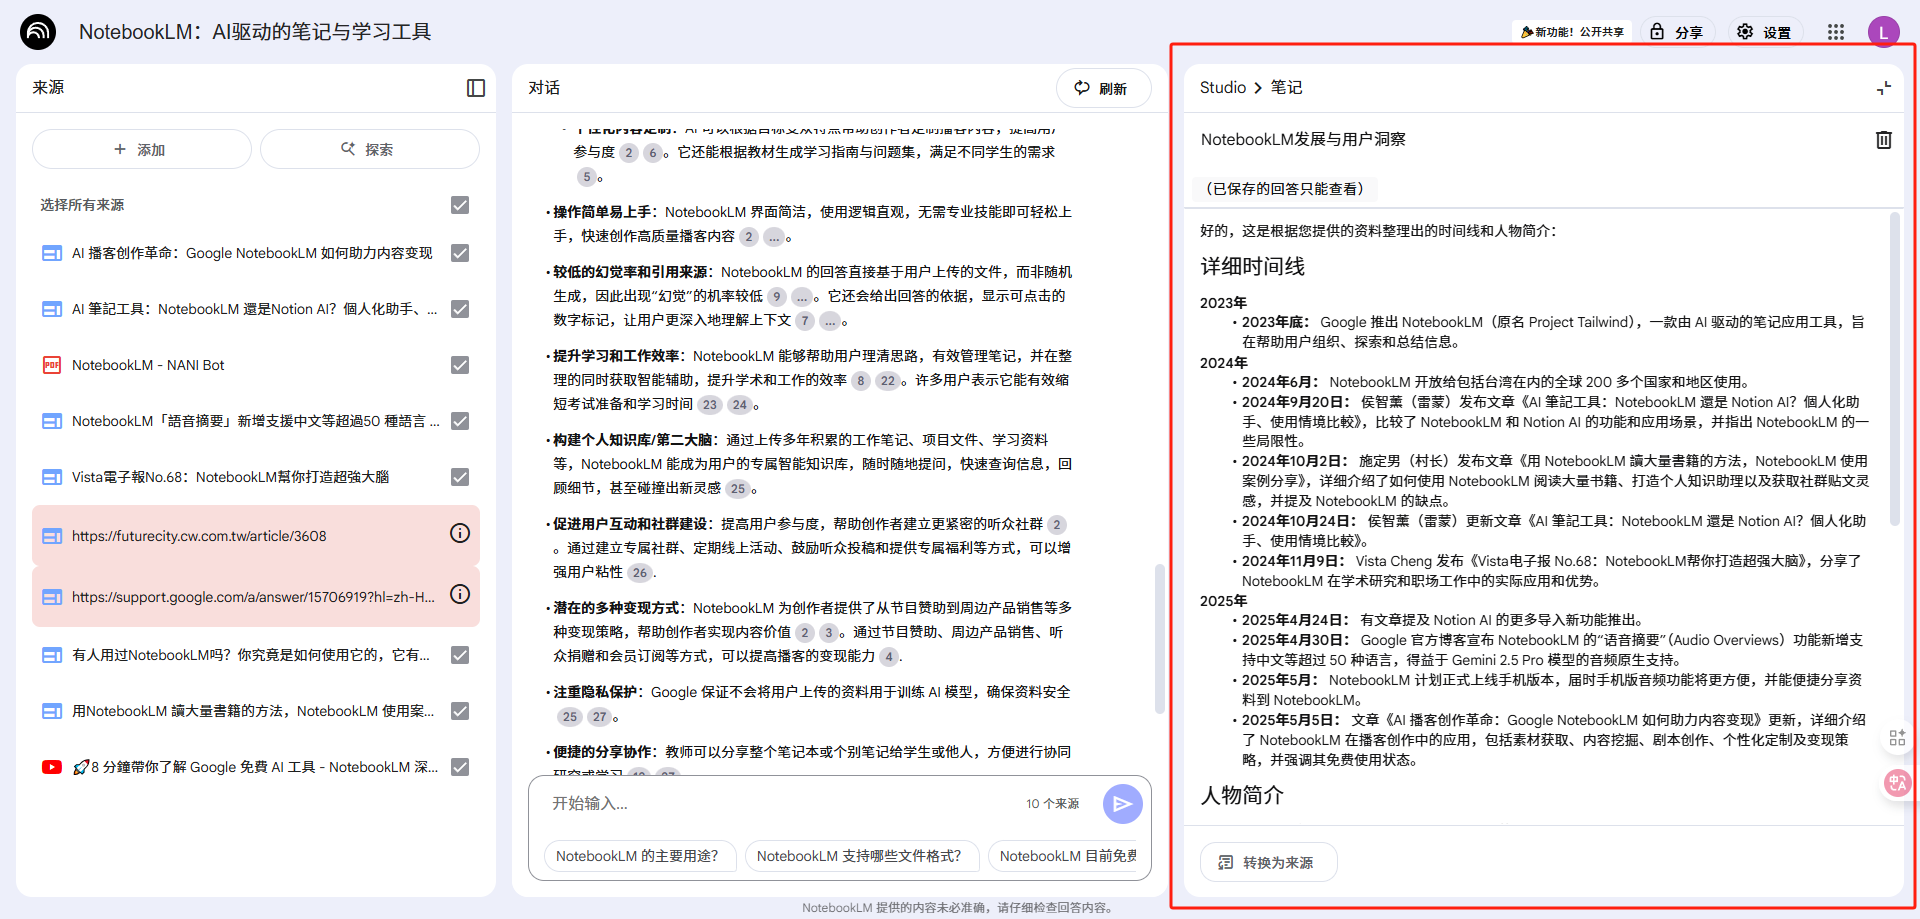 NotebookLM：AI驱动的笔记与学习工具
🎉新功能！公开共享
分享
设置
L
来源
+ 添加
探索
选择所有来源
AI 播客创作革命：Google NotebookLM 如何助力内容变现
AI 筆記工具：NotebookLM 還是Notion AI？個人化助手、...
PDF NotebookLM - NANI Bot
NotebookLM「語音摘要」新增支援中文等超過50 種語言 ...
Vista電子報No.68：NotebookLM幫你打造超強大腦
https://futurecity.cw.com.tw/article/3608
https://support.google.com/a/answer/15706919?hl=zh-H...
有人用过NotebookLM吗？你究竟是如何使用它的，它有...
用NotebookLM 讀大量書籍的方法，NotebookLM 使用案...
🚀8 分鐘帶你了解 Google 免費 AI 工具 - NotebookLM 深...
对话
刷新
• 个性化内容定制：AI 可以根据目标受众特点帮助创作者定制播客内容，提高用户
参与度 2 6 。它还能根据教材生成学习指南与问题集，满足不同学生的需求
5 。
• 操作简单易上手：NotebookLM 界面简洁，使用逻辑直观，无需专业技能即可轻松上
手，快速创作高质量播客内容 2 ... 。
• 较低的幻觉率和引用来源：NotebookLM 的回答直接基于用户上传的文件，而非随机
生成，因此出现“幻觉”的机率较低 9 ... 。它还会给出回答的依据，显示可点击的
数字标记，让用户更深入地理解上下文 7 ... 。
• 提升学习和工作效率：NotebookLM 能够帮助用户理清思路，有效管理笔记，并在整
理的同时获取智能辅助，提升学术和工作的效率 8 22 。许多用户表示它能有效缩
短考试准备和学习时间 23 24 。
• 构建个人知识库/第二大脑：通过上传多年积累的工作笔记、项目文件、学习资料
等，NotebookLM 能成为用户的专属智能知识库，随时随地提问，快速查询信息，回
顾细节，甚至碰撞出新灵感 25 。
• 促进用户互动和社群建设：提高用户参与度，帮助创作者建立更紧密的听众社群 2
。通过建立专属社群、定期线上活动、鼓励听众投稿和提供专属福利等方式，可以增
强用户粘性 26 .
• 潜在的多种变现方式：NotebookLM 为创作者提供了从节目赞助到周边产品销售等多
种变现策略，帮助创作者实现内容价值 2 3 。通过节目赞助、周边产品销售、听
众捐赠和会员订阅等方式，可以提高播客的变现能力 4 .
• 注重隐私保护：Google 保证不会将用户上传的资料用于训练 AI 模型，确保资料安全
25 27 。
• 便捷的分享协作：教师可以分享整个笔记本或个别笔记给学生或他人，方便进行协同
研究或学习
开始输入...
10 个来源
NotebookLM 的主要用途？
NotebookLM 支持哪些文件格式？
NotebookLM 目前免费
NotebookLM 提供的内容未必准确，请仔细检查回答内容。
Studio > 笔记
NotebookLM发展与用户洞察
（已保存的回答只能查看）
好的，这是根据您提供的资料整理出的时间线和人物简介：
详细时间线
2023年
• 2023年底： Google 推出 NotebookLM（原名 Project Tailwind），一款由 AI 驱动的笔记应用工具，旨
在帮助用户组织、探索和总结信息。
2024年
• 2024年6月： NotebookLM 开放给包括台湾在内的全球 200 多个国家和地区使用。
• 2024年9月20日： 侯智薰（雷蒙）发布文章《AI 筆記工具：NotebookLM 還是 Notion AI？個人化助
手、使用情境比較》，比较了 NotebookLM 和 Notion AI 的功能和应用场景，并指出 NotebookLM 的一
些局限性。
• 2024年10月2日： 施定男（村长）发布文章《用 NotebookLM 讀大量書籍的方法，NotebookLM 使用
案例分享》，详细介绍了如何使用 NotebookLM 阅读大量书籍、打造个人知识助理以及获取社群贴文灵
感，并提及 NotebookLM 的缺点。
• 2024年10月24日： 侯智薰（雷蒙）更新文章《AI 筆記工具：NotebookLM 還是 Notion AI？個人化助
手、使用情境比較》。
• 2024年11月9日： Vista Cheng 发布《Vista电子报 No.68：NotebookLM帮你打造超强大脑》，分享了
NotebookLM 在学术研究和职场工作中的实际应用和优势。
2025年
• 2025年4月24日： 有文章提及 Notion AI 的更多导入新功能推出。
• 2025年4月30日： Google 官方博客宣布 NotebookLM 的“语音摘要”（Audio Overviews）功能新增支
持中文等超过 50 种语言，得益于 Gemini 2.5 Pro 模型的音频原生支持。
• 2025年5月： NotebookLM 计划正式上线手机版本，届时手机版音频功能将更方便，并能便捷分享资
料到 NotebookLM。
• 2025年5月5日： 文章《AI 播客创作革命：Google NotebookLM 如何助力内容变现》更新，详细介绍
了 NotebookLM 在播客创作中的应用，包括素材获取、内容挖掘、剧本创作、个性化定制及变现策
略，并强调其免费使用状态。
人物简介
转换为来源
中A